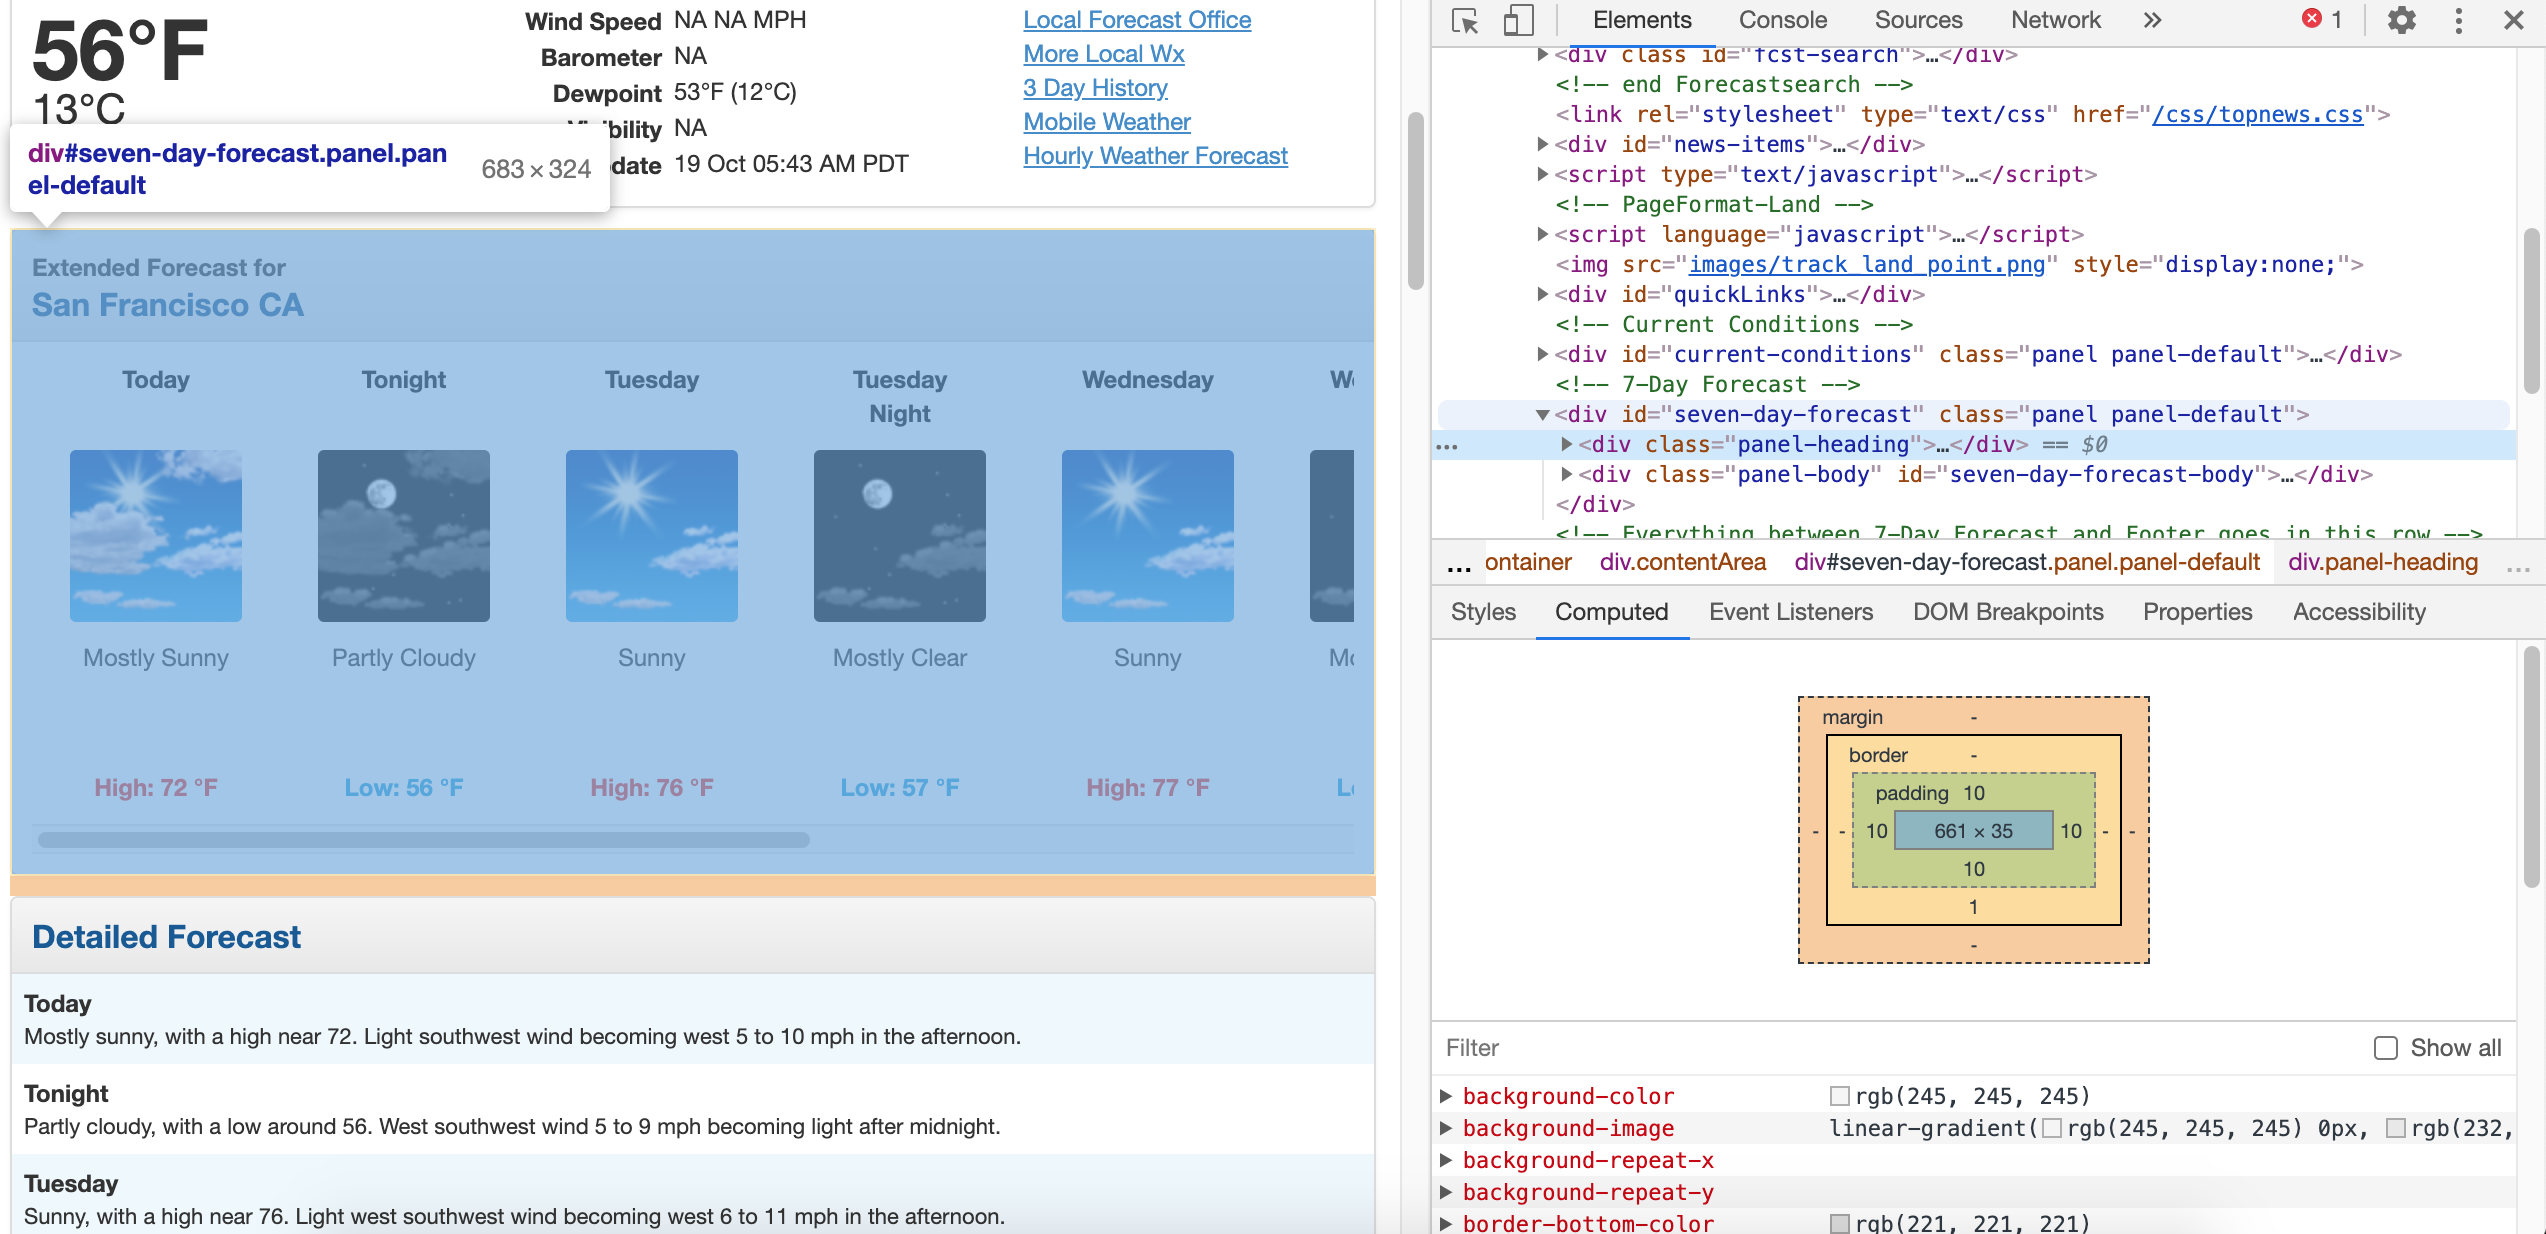 56°F
13°C
Wind Speed NA NA MPH
Barometer NA
Dewpoint 53°F (12°C)
NA
19 Oct 05:43 AM PDT
Local Forecast Office
More Local Wx
3 Day History
Mobile Weather
Hourly Weather Forecast
div#seven-day-forecast.panel.pan
el-default
683 × 324
Extended Forecast for
San Francisco CA
Today
Tonight
Tuesday
Tuesday
Night
Wednesday
Mostly Sunny
Partly Cloudy
Sunny
Mostly Clear
Sunny
High: 72 °F
Low: 56 °F
High: 76 °F
Low: 57 °F
High: 77 °F
Detailed Forecast
Today
Mostly sunny, with a high near 72. Light southwest wind becoming west 5 to 10 mph in the afternoon.
Tonight
Partly cloudy, with a low around 56. West southwest wind 5 to 9 mph becoming light after midnight.
Tuesday
Sunny, with a high near 76. Light west southwest wind becoming west 6 to 11 mph in the afternoon.
Elements Console Sources Network » 1
<div class id="fcst-search">…</div>
<!-- end Forecastsearch -->
<link rel="stylesheet" type="text/css" href="/css/topnews.css">
<div id="news-items">…</div>
<script type="text/javascript">…</script>
<!-- PageFormat-Land -->
<script language="javascript">…</script>
<img src="images/track_land_point.png" style="display:none;">
<div id="quickLinks">…</div>
<!-- Current Conditions -->
<div id="current-conditions" class="panel panel-default">…</div>
<!-- 7-Day Forecast -->
<div id="seven-day-forecast" class="panel panel-default">
<div class="panel-heading">…</div> == $0
<div class="panel-body" id="seven-day-forecast-body">…</div>
</div>
<!-- Everything between 7-Day Forecast and Footer goes in this row -->
… ontainer div.contentArea div#seven-day-forecast.panel.panel-default div.panel-heading …
Styles Computed Event Listeners DOM Breakpoints Properties Accessibility
margin -
border -
padding 10
- - 10 661 × 35 10 - -
10
1
-
Filter Show all
background-color rgb(245, 245, 245)
background-image linear-gradient(rgb(245, 245, 245) 0px, rgb(232,
background-repeat-x
background-repeat-y
border-bottom-color rgb(221, 221, 221)